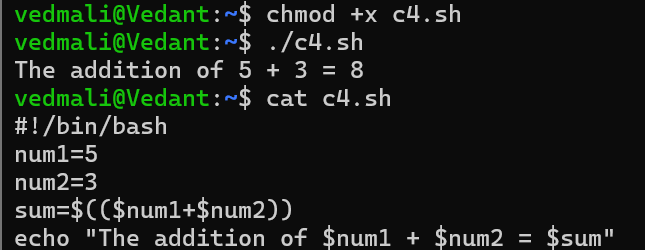 vedmali@Vedant:~$ chmod +x c4.sh
vedmali@Vedant:~$ ./c4.sh
The addition of 5 + 3 = 8
vedmali@Vedant:~$ cat c4.sh
#!/bin/bash
num1=5
num2=3
sum=$(($num1+$num2))
echo "The addition of $num1 + $num2 = $sum"